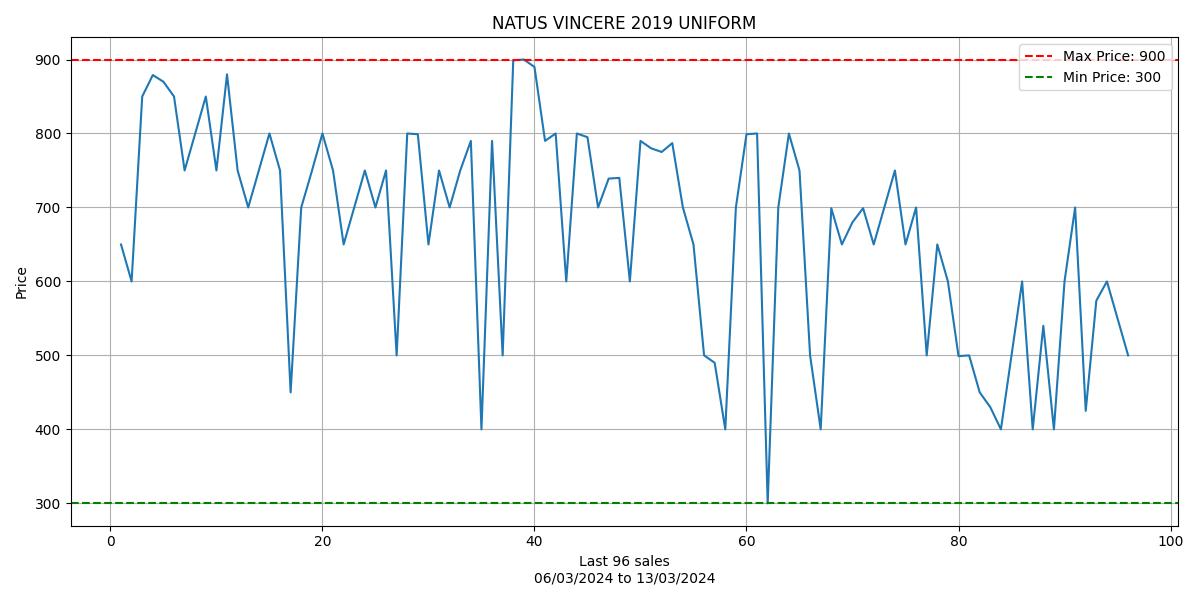 NATUS VINCERE 2019 UNIFORM
Max Price: 900
Min Price: 300
Price
900
800
700
600
500
400
300
0 20 40 60 80 100
Last 96 sales
06/03/2024 to 13/03/2024